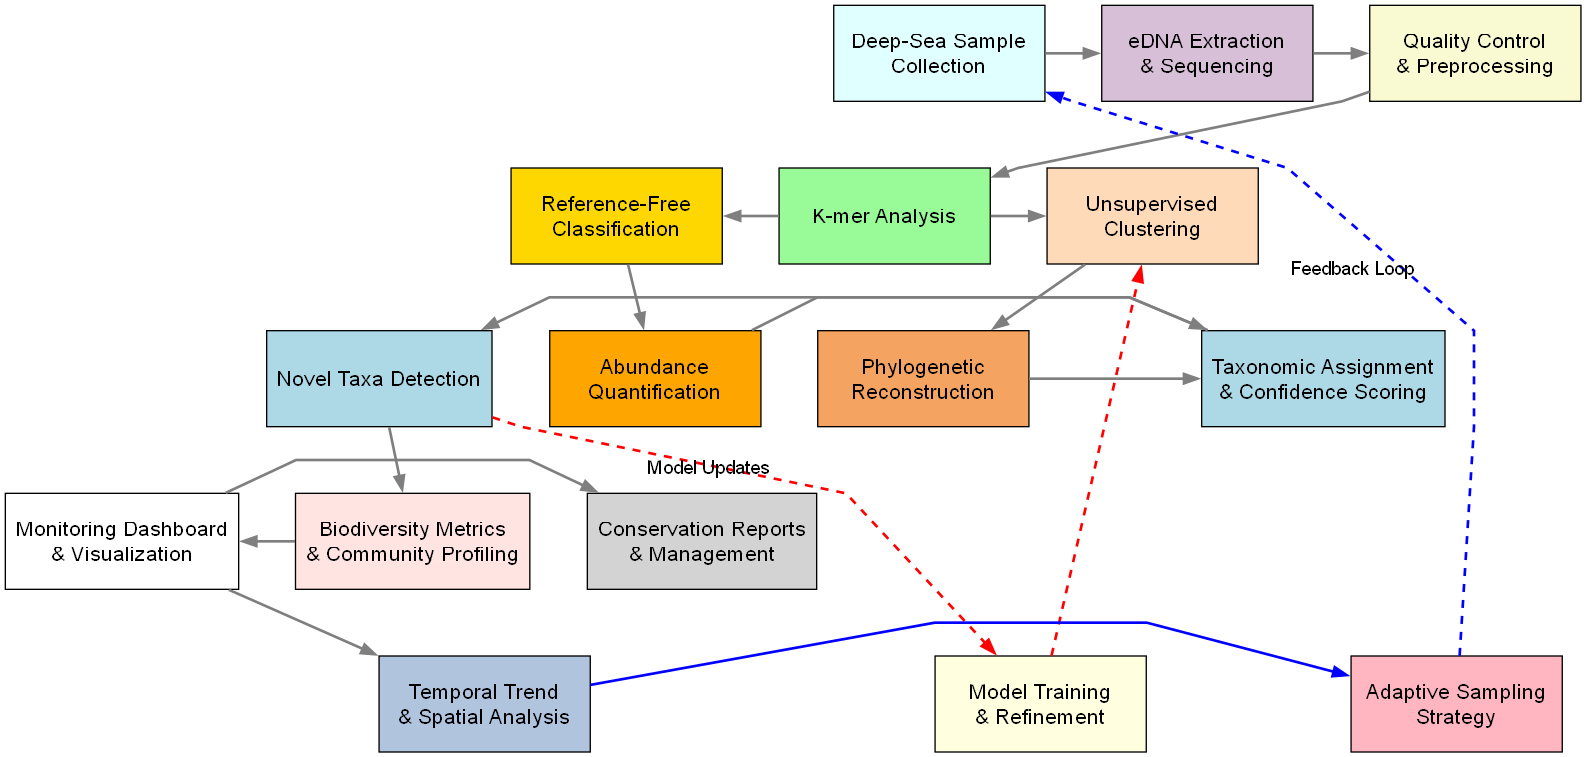 Deep-Sea Sample
Collection
eDNA Extraction
& Sequencing
Quality Control
& Preprocessing
Reference-Free
Classification
K-mer Analysis
Unsupervised
Clustering
Feedback Loop
Novel Taxa Detection
Abundance
Quantification
Phylogenetic
Reconstruction
Taxonomic Assignment
& Confidence Scoring
Model Updates
Monitoring Dashboard
& Visualization
Biodiversity Metrics
& Community Profiling
Conservation Reports
& Management
Temporal Trend
& Spatial Analysis
Model Training
& Refinement
Adaptive Sampling
Strategy